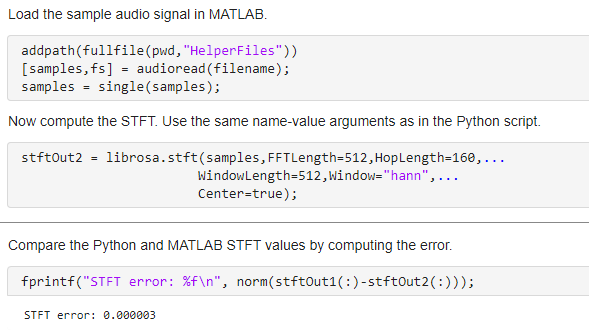 Load the sample audio signal in MATLAB.
addpath(fullfile(pwd,"HelperFiles"))
[samples,fs] = audioread(filename);
samples = single(samples);
Now compute the STFT. Use the same name-value arguments as in the Python script.
stftOut2 = librosa.stft(samples,FFTLength=512,HopLength=160,...
WindowLength=512,Window="hann",...
Center=true);
Compare the Python and MATLAB STFT values by computing the error.
fprintf("STFT error: %f\n", norm(stftOut1(:)-stftOut2(:)));
STFT error: 0.000003